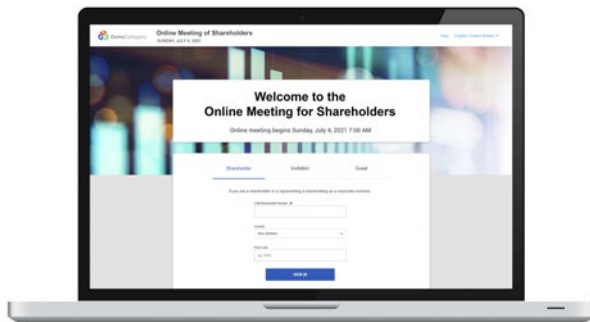 DemoCompany
Online Meeting of Shareholders
SUNDAY, JULY 4, 2021
Help
English (United States)
Welcome to the
Online Meeting for Shareholders
Online meeting begins Sunday, July 4, 2021 7:00 AM
Shareholder
Invitation
Guest
If you are a shareholder or a representing a shareholding as a corporate nominee
Country
New Zealand
Post Code
SIGN IN